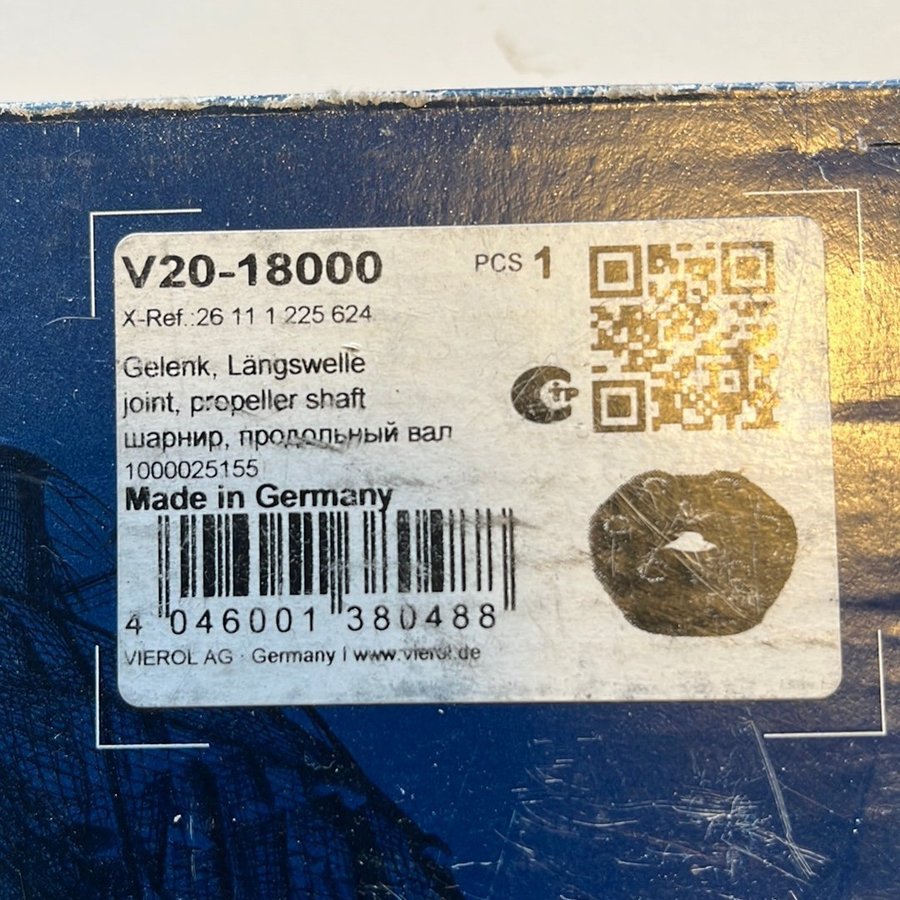 V20-18000
PCS 1
X-Ref.:26 11 1 225 624
Gelenk, Längswelle
joint, propeller shaft
шарнир, продольный вал
1000025155
Made in Germany
4 046001 380488
VIEROL AG · Germany | www.vierol.de